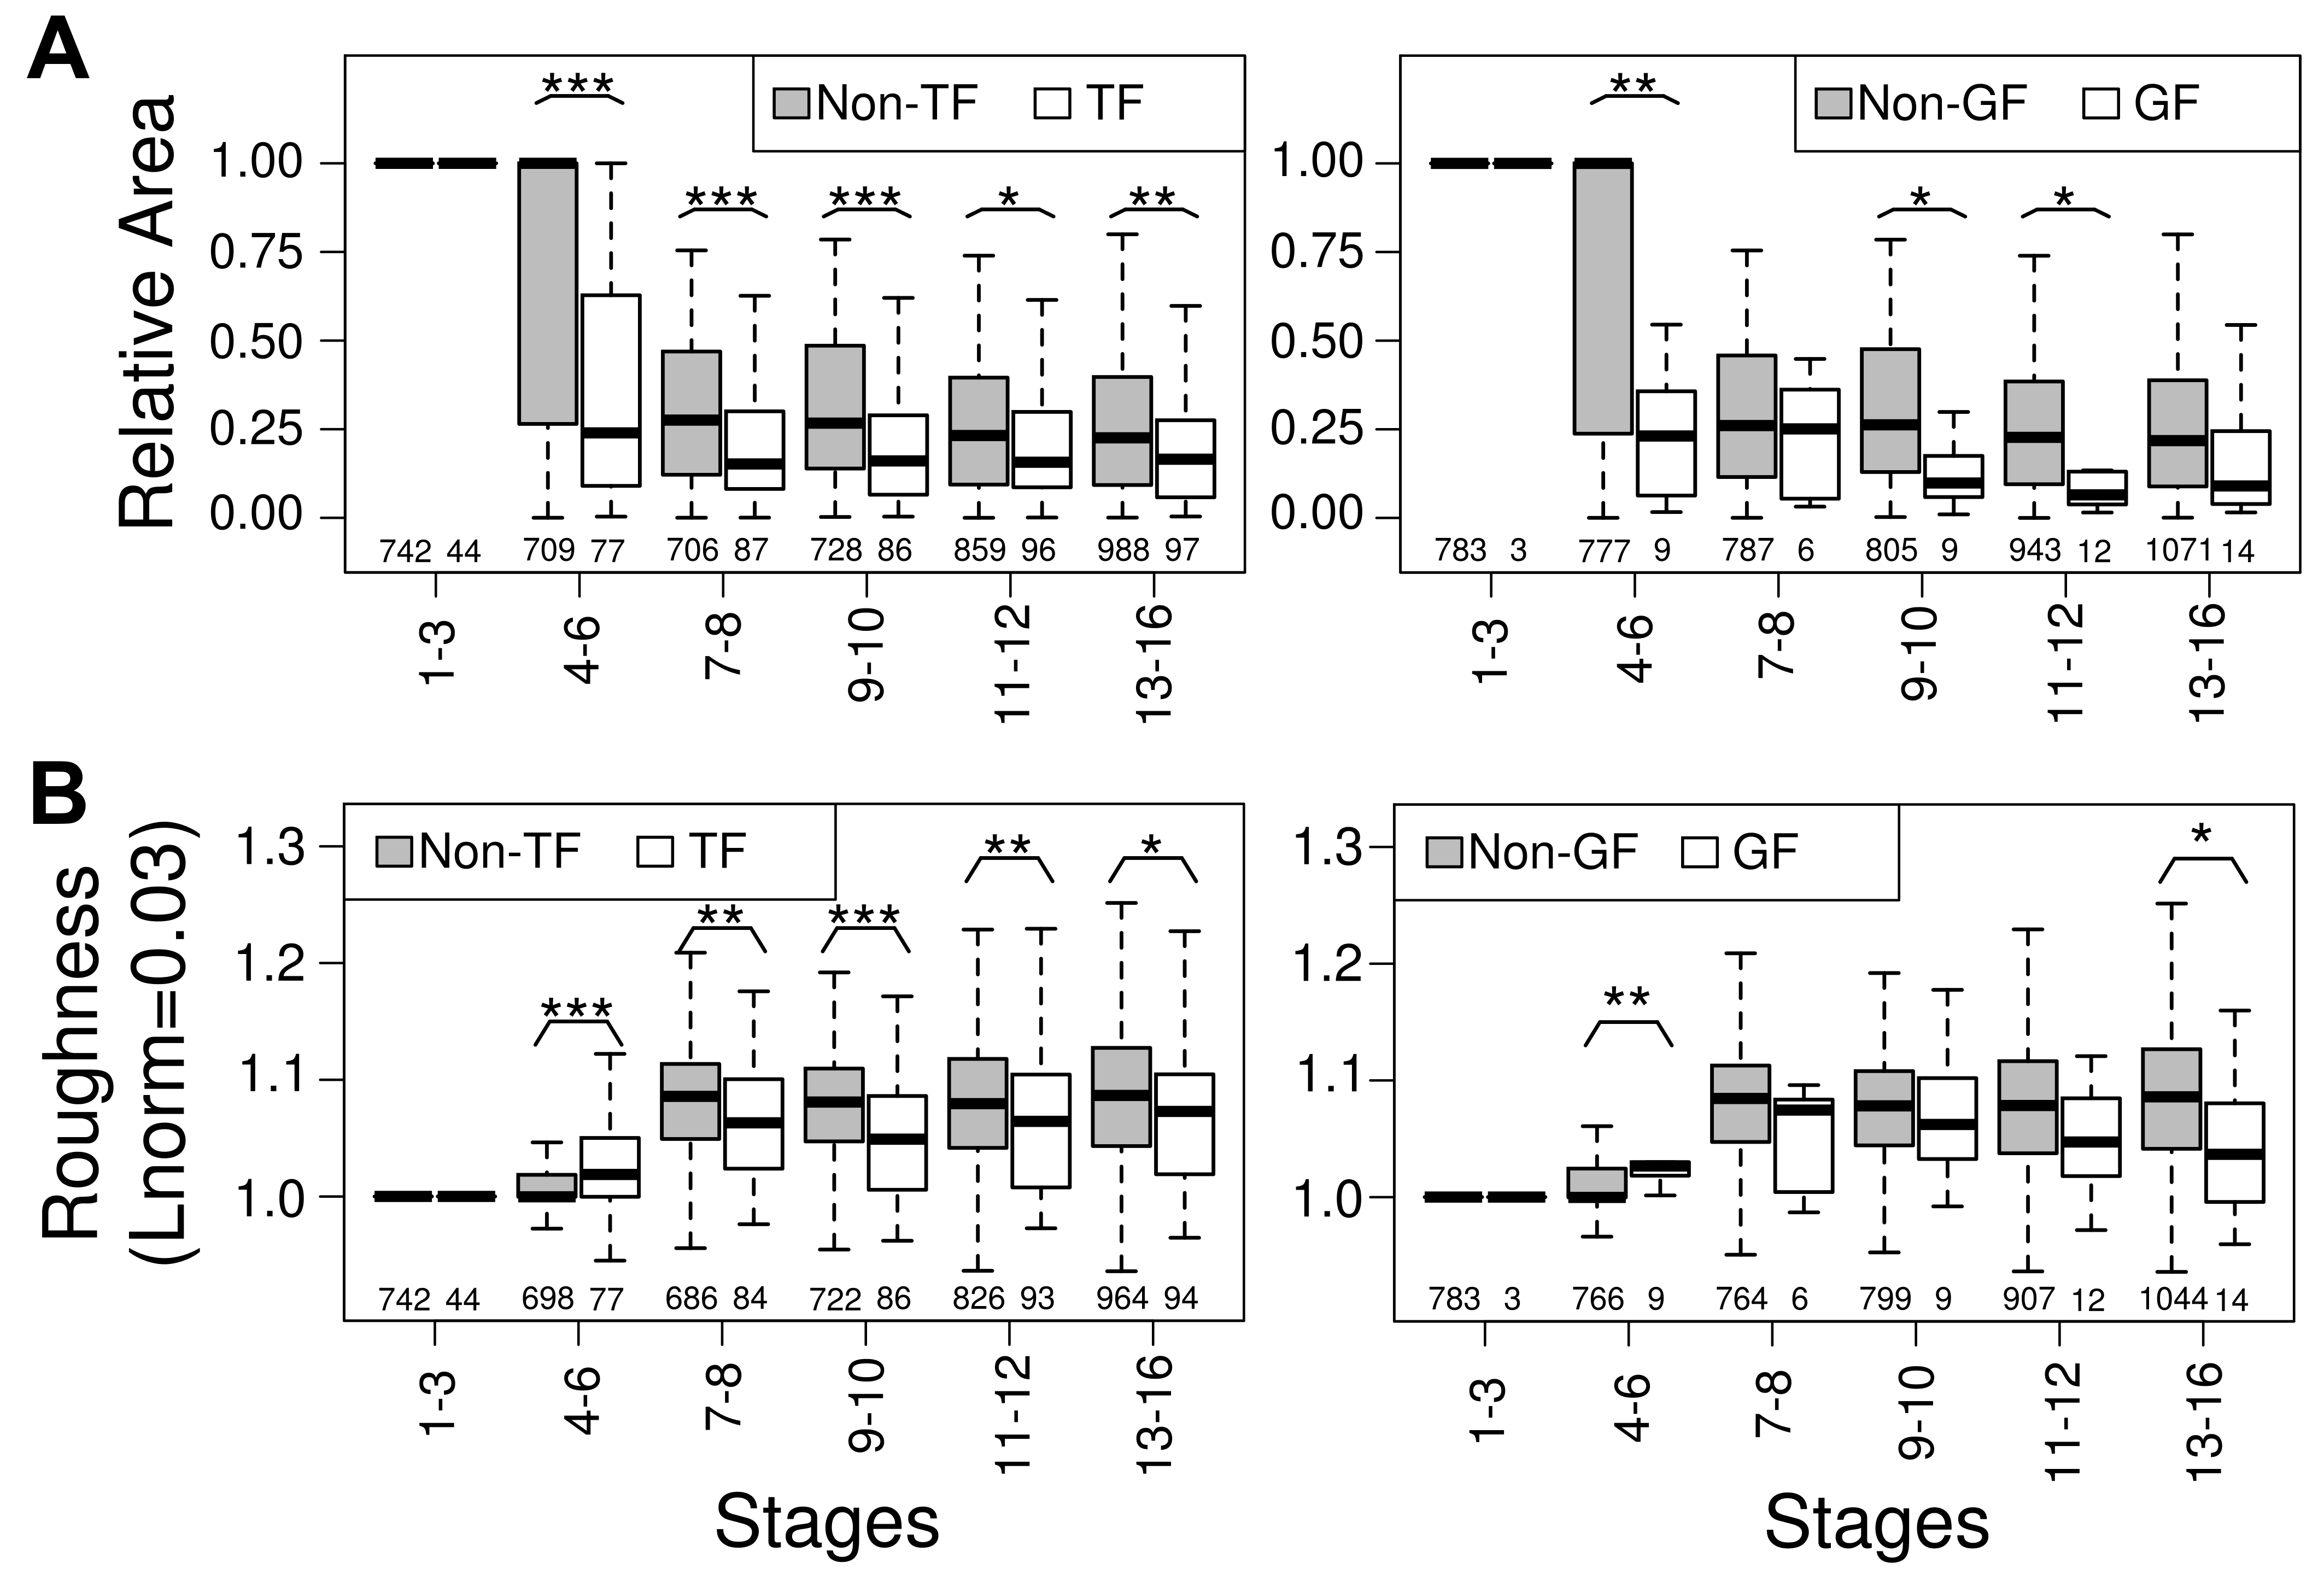 A
Relative Area
1.00
0.75
0.50
0.25
0.00
Non-TF TF
*** *** *** * **
742 44 709 77 706 87 728 86 859 96 988 97
1-3 4-6 7-8 9-10 11-12 13-16
1.00
0.75
0.50
0.25
0.00
Non-GF GF
** * *
783 3 777 9 787 6 805 9 943 12 1071 14
1-3 4-6 7-8 9-10 11-12 13-16
B
Roughness
(Lnorm=0.03)
1.3
1.2
1.1
1.0
Non-TF TF
*** ** *** ** *
742 44 698 77 686 84 722 86 826 93 964 94
1-3 4-6 7-8 9-10 11-12 13-16
Stages
1.3
1.2
1.1
1.0
Non-GF GF
** *
783 3 766 9 764 6 799 9 907 12 1044 14
1-3 4-6 7-8 9-10 11-12 13-16
Stages